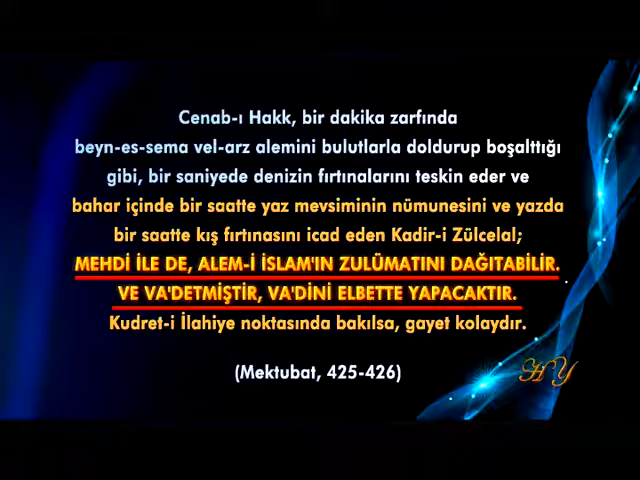 Cenab-ı Hakk, bir dakika zarfında
beyn-es-sema vel-arz alemini bulutlarla doldurup boşalttığı
gibi, bir saniyede denizin fırtınalarını teskin eder ve
bahar içinde bir saatte yaz mevsiminin nümunesini ve yazda
bir saatte kış fırtınasını icad eden Kadir-i Zülcelal;
MEHDİ İLE DE, ALEM-İ İSLAM'IN ZULÜMATINI DAĞITABİLİR.
VE VA'DETMİŞTİR, VA'DİNİ ELBETTE YAPACAKTIR.
Kudret-i İlahiye noktasında bakılsa, gayet kolaydır.
(Mektubat, 425-426)
HY